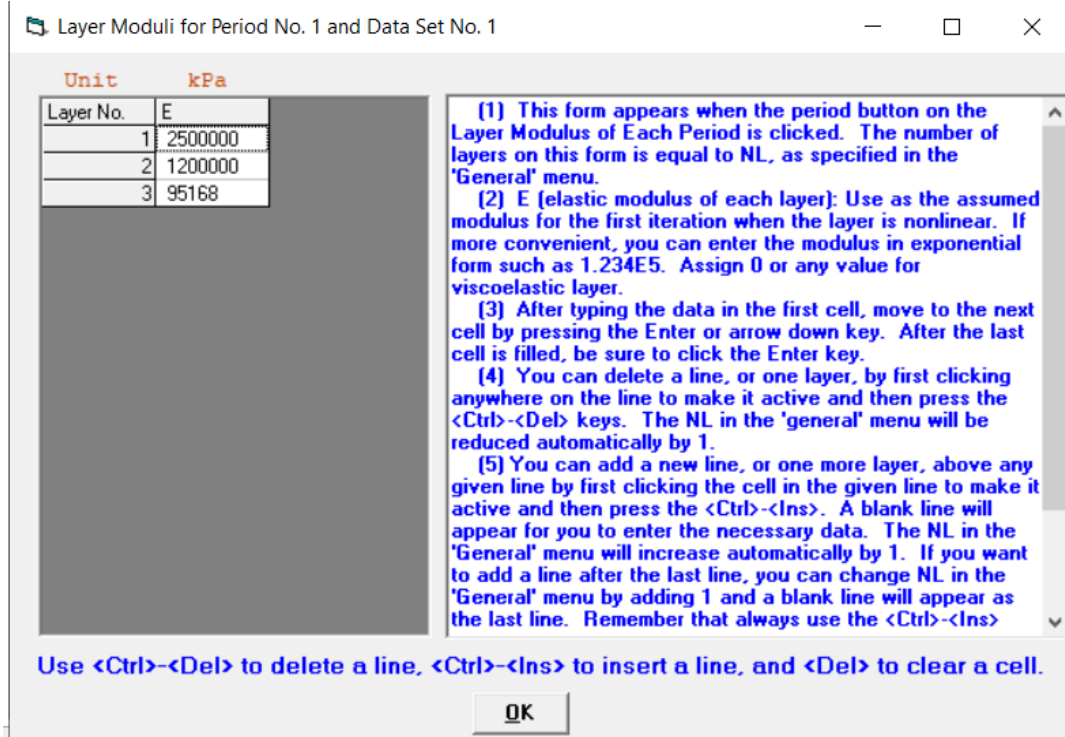 Layer Moduli for Period No. 1 and Data Set No. 1
Unit kPa
Layer No. E
1 2500000
2 1200000
3 95168
(1) This form appears when the period button on the
Layer Modulus of Each Period is clicked. The number of
layers on this form is equal to NL, as specified in the
'General' menu.
(2) E (elastic modulus of each layer): Use as the assumed
modulus for the first iteration when the layer is nonlinear. If
more convenient, you can enter the modulus in exponential
form such as 1.234E5. Assign 0 or any value for
viscoelastic layer.
(3) After typing the data in the first cell, move to the next
cell by pressing the Enter or arrow down key. After the last
cell is filled, be sure to click the Enter key.
(4) You can delete a line, or one layer, by first clicking
anywhere on the line to make it active and then press the
<Ctrl>-<Del> keys. The NL in the 'general' menu will be
reduced automatically by 1.
(5) You can add a new line, or one more layer, above any
given line by first clicking the cell in the given line to make it
active and then press the <Ctrl>-<Ins>. A blank line will
appear for you to enter the necessary data. The NL in the
'General' menu will increase automatically by 1. If you want
to add a line after the last line, you can change NL in the
'General' menu by adding 1 and a blank line will appear as
the last line. Remember that always use the <Ctrl>-<Ins>
Use <Ctrl>-<Del> to delete a line, <Ctrl>-<Ins> to insert a line, and <Del> to clear a cell.
OK